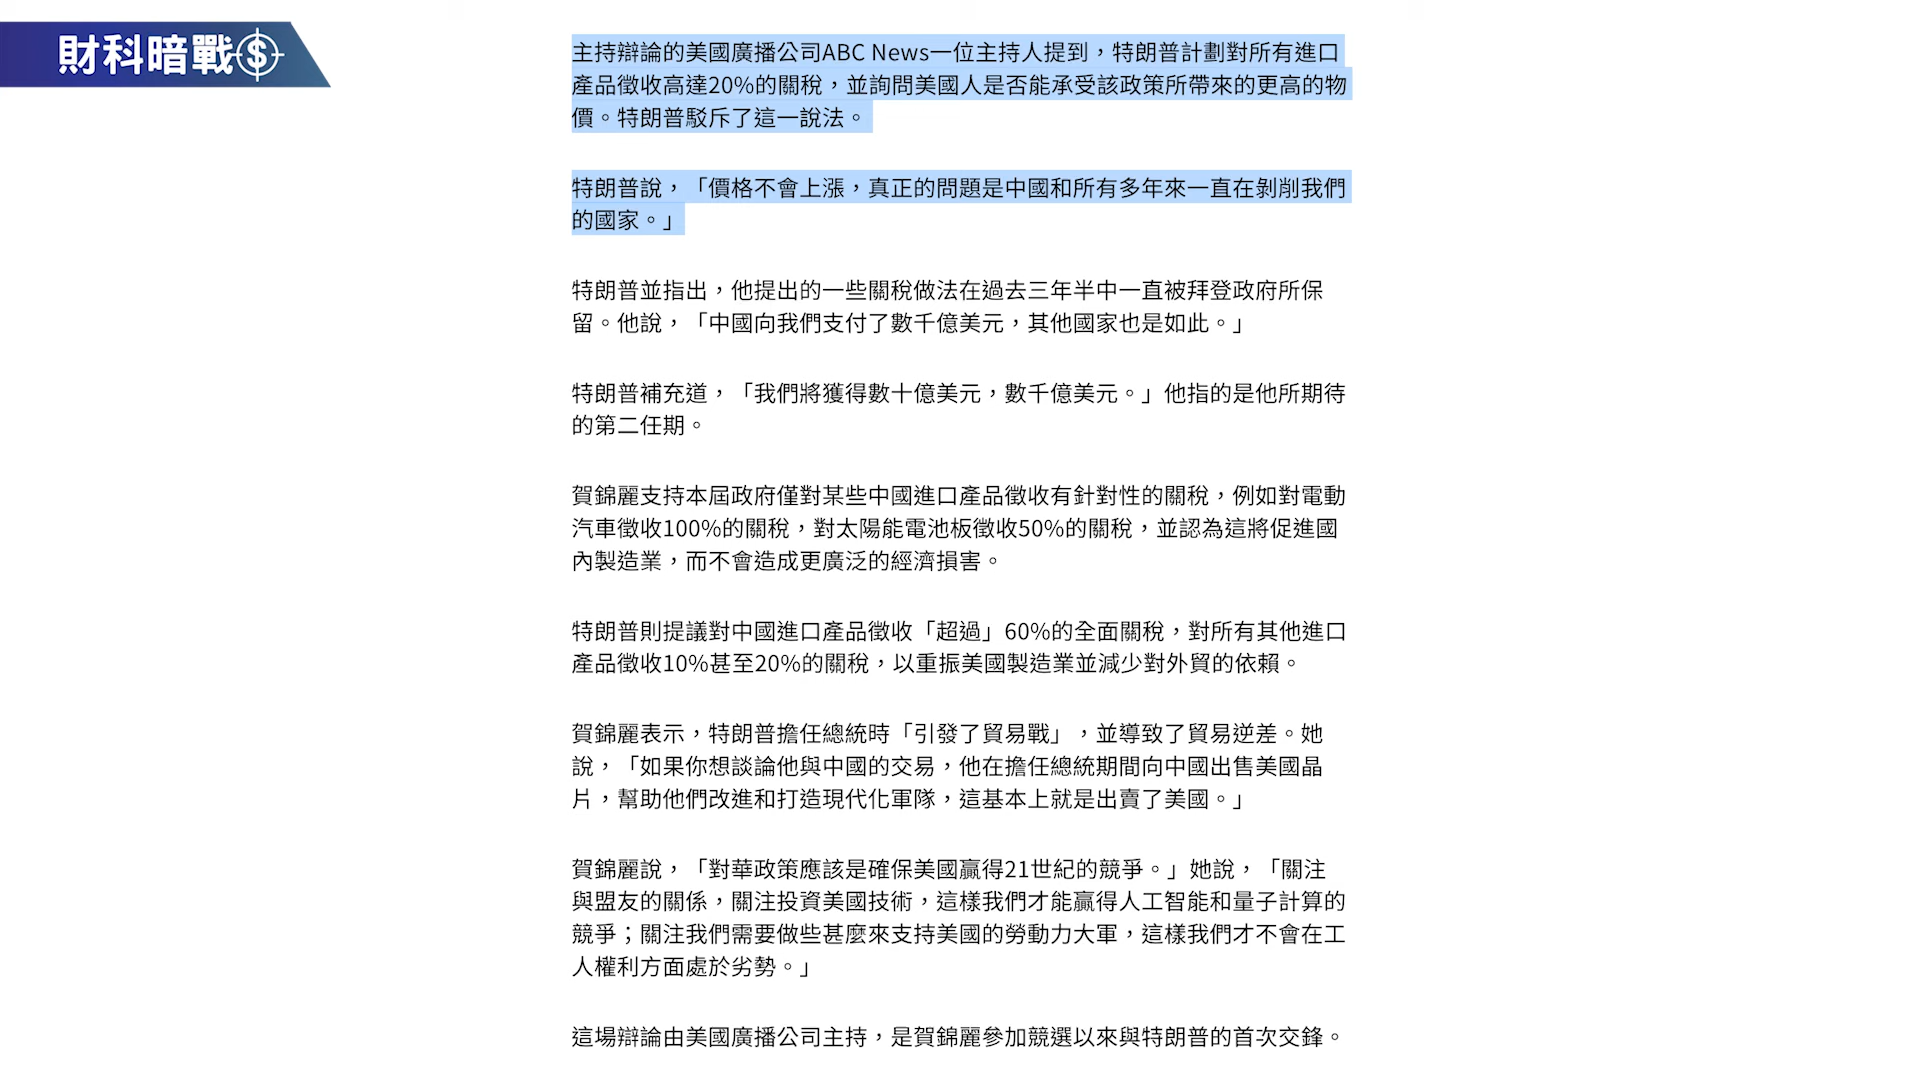 財科暗戰
主持辯論的美國廣播公司ABC News一位主持人提到，特朗普計劃對所有進口
產品徵收高達20%的關稅，並詢問美國人是否能承受該政策所帶來的更高的物
價。特朗普駁斥了這一說法。
特朗普說，「價格不會上漲，真正的問題是中國和所有多年來一直在剝削我們
的國家。」
特朗普並指出，他提出的一些關稅做法在過去三年半中一直被拜登政府所保
留。他說，「中國向我們支付了數千億美元，其他國家也是如此。」
特朗普補充道，「我們將獲得數十億美元，數千億美元。」他指的是他所期待
的第二任期。
賀錦麗支持本屆政府僅對某些中國進口產品徵收有針對性的關稅，例如對電動
汽車徵收100%的關稅，對太陽能電池板徵收50%的關稅，並認為這將促進國
內製造業，而不會造成更廣泛的經濟損害。
特朗普則提議對中國進口產品徵收「超過」60%的全面關稅，對所有其他進口
產品徵收10%甚至20%的關稅，以重振美國製造業並減少對外貿的依賴。
賀錦麗表示，特朗普擔任總統時「引發了貿易戰」，並導致了貿易逆差。她
說，「如果你想談論他與中國的交易，他在擔任總統期間向中國出售美國晶
片，幫助他們改進和打造現代化軍隊，這基本上就是出賣了美國。」
賀錦麗說，「對華政策應該是確保美國贏得21世紀的競爭。」她說，「關注
與盟友的關係，關注投資美國技術，這樣我們才能贏得人工智能和量子計算的
競爭；關注我們需要做些甚麼來支持美國的勞動力大軍，這樣我們才不會在工
人權利方面處於劣勢。」
這場辯論由美國廣播公司主持，是賀錦麗參加競選以來與特朗普的首次交鋒。